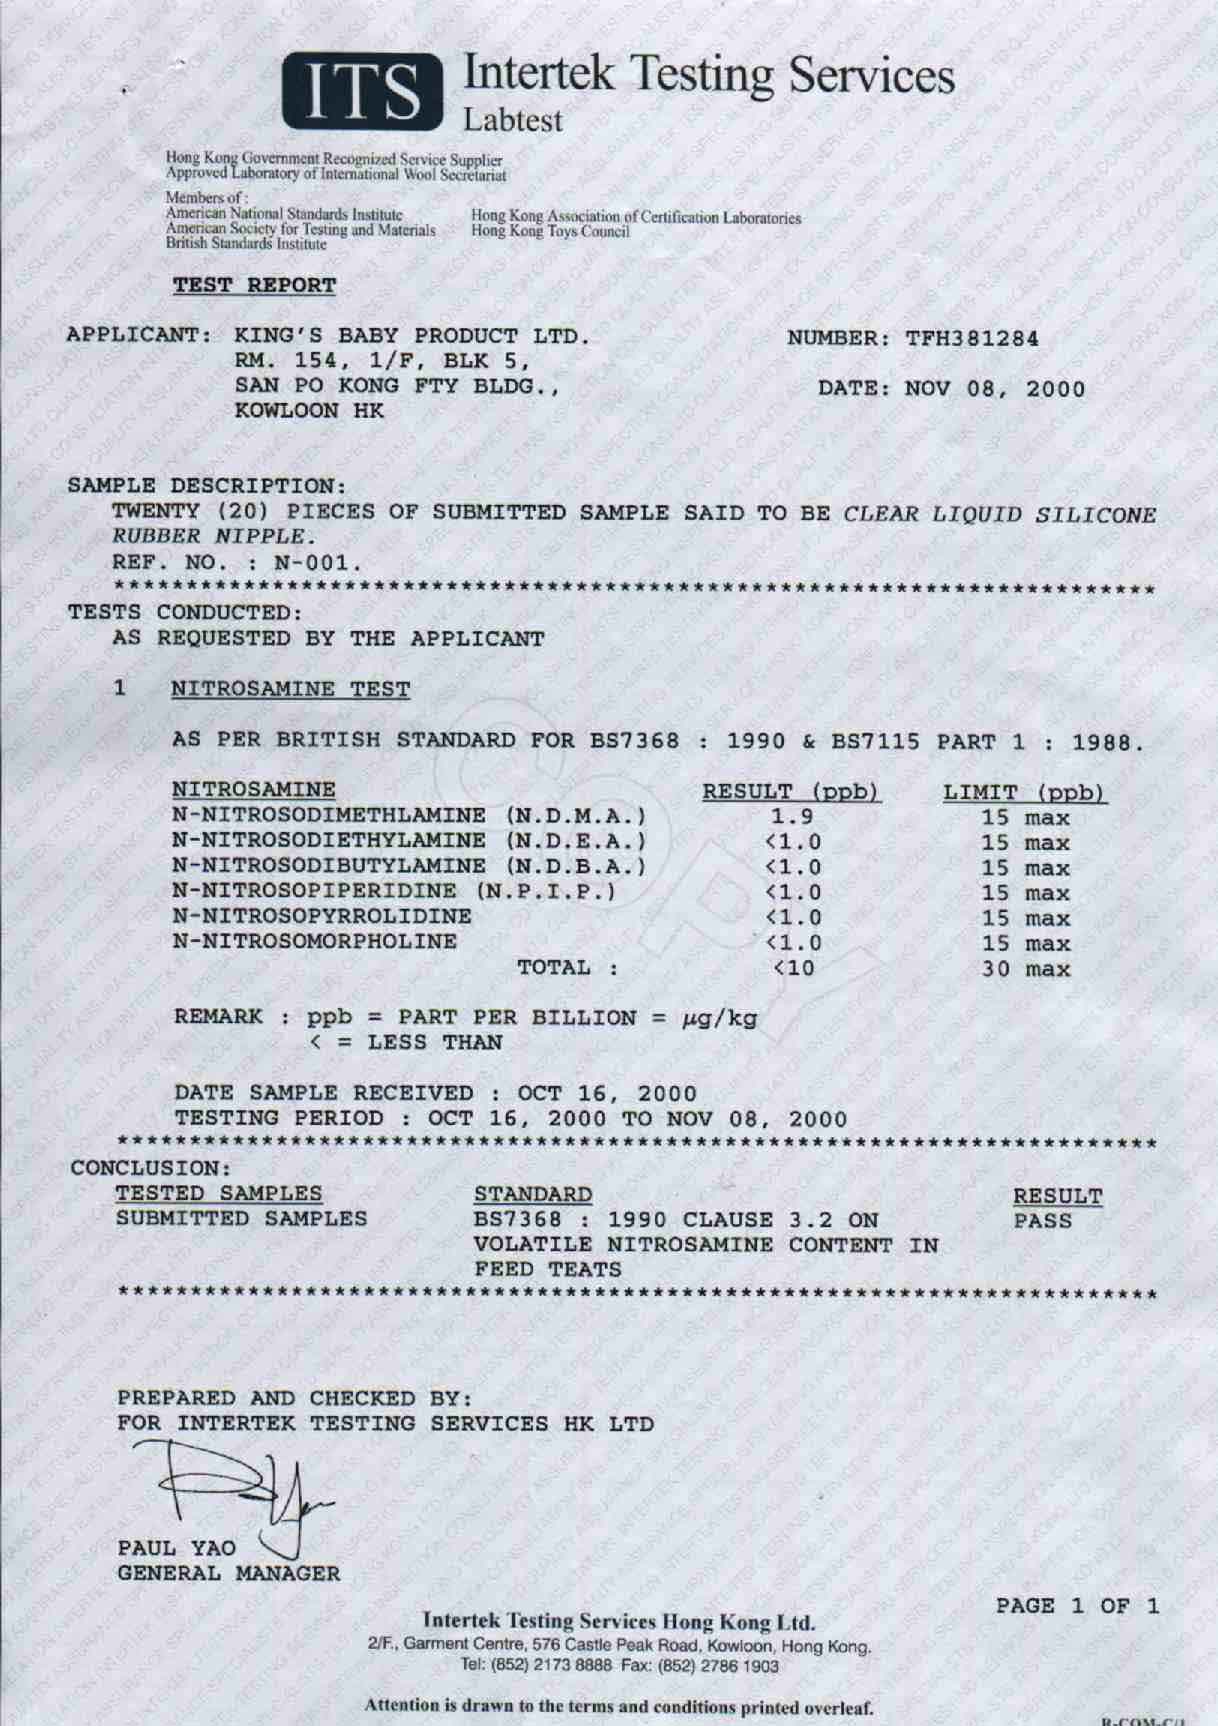 ITS Intertek Testing Services
Labtest
Hong Kong Government Recognized Service Supplier
Approved Laboratory of International Wool Secretariat
Members of :
American National Standards Institute Hong Kong Association of Certification Laboratories
American Society for Testing and Materials Hong Kong Toys Council
British Standards Institute
TEST REPORT
APPLICANT: KING'S BABY PRODUCT LTD. NUMBER: TFH381284
RM. 154, 1/F, BLK 5,
SAN PO KONG FTY BLDG., DATE: NOV 08, 2000
KOWLOON HK
SAMPLE DESCRIPTION:
TWENTY (20) PIECES OF SUBMITTED SAMPLE SAID TO BE CLEAR LIQUID SILICONE
RUBBER NIPPLE.
REF. NO. : N-001.
************************************************************************
TESTS CONDUCTED:
AS REQUESTED BY THE APPLICANT
1 NITROSAMINE TEST
AS PER BRITISH STANDARD FOR BS7368 : 1990 & BS7115 PART 1 : 1988.
NITROSAMINE RESULT (ppb) LIMIT (ppb)
N-NITROSODIMETHLAMINE (N.D.M.A.) 1.9 15 max
N-NITROSODIETHYLAMINE (N.D.E.A.) <1.0 15 max
N-NITROSODIBUTYLAMINE (N.D.B.A.) <1.0 15 max
N-NITROSOPIPERIDINE (N.P.I.P.) <1.0 15 max
N-NITROSOPYRROLIDINE <1.0 15 max
N-NITROSOMORPHOLINE <1.0 15 max
TOTAL : <10 30 max
COPY
REMARK : ppb = PART PER BILLION = µg/kg
< = LESS THAN
DATE SAMPLE RECEIVED : OCT 16, 2000
TESTING PERIOD : OCT 16, 2000 TO NOV 08, 2000
************************************************************************
CONCLUSION:
TESTED SAMPLES STANDARD RESULT
SUBMITTED SAMPLES BS7368 : 1990 CLAUSE 3.2 ON PASS
VOLATILE NITROSAMINE CONTENT IN
FEED TEATS
************************************************************************
PREPARED AND CHECKED BY:
FOR INTERTEK TESTING SERVICES HK LTD
PAUL YAO
GENERAL MANAGER
PAGE 1 OF 1
Intertek Testing Services Hong Kong Ltd.
2/F., Garment Centre, 576 Castle Peak Road, Kowloon, Hong Kong.
Tel: (852) 2173 8888 Fax: (852) 2786 1903
Attention is drawn to the terms and conditions printed overleaf.
R-COM-C/1